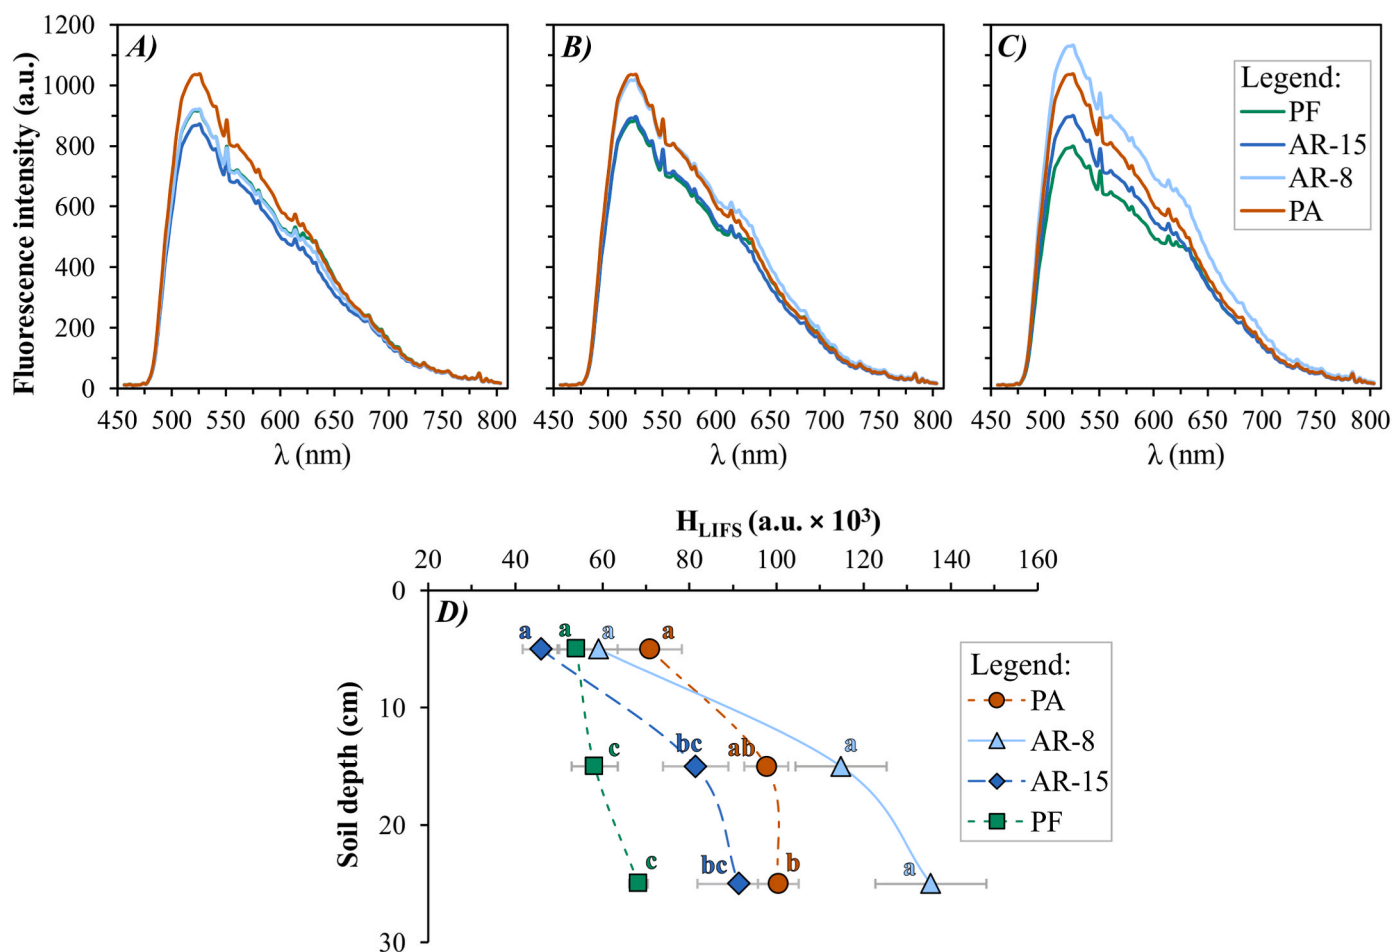 A)
B)
C)
Fluorescence intensity (a.u.)
1200
1000
800
600
400
200
0
450 500 550 600 650 700 750 800
450 500 550 600 650 700 750 800
450 500 550 600 650 700 750 800
λ (nm)
λ (nm)
λ (nm)
Legend:
PF
AR-15
AR-8
PA
H_LIFS (a.u. × 10³)
20 40 60 80 100 120 140 160
D)
Soil depth (cm)
0
10
20
30
a a a a
c bc ab a
c bc b a
Legend:
PA
AR-8
AR-15
PF